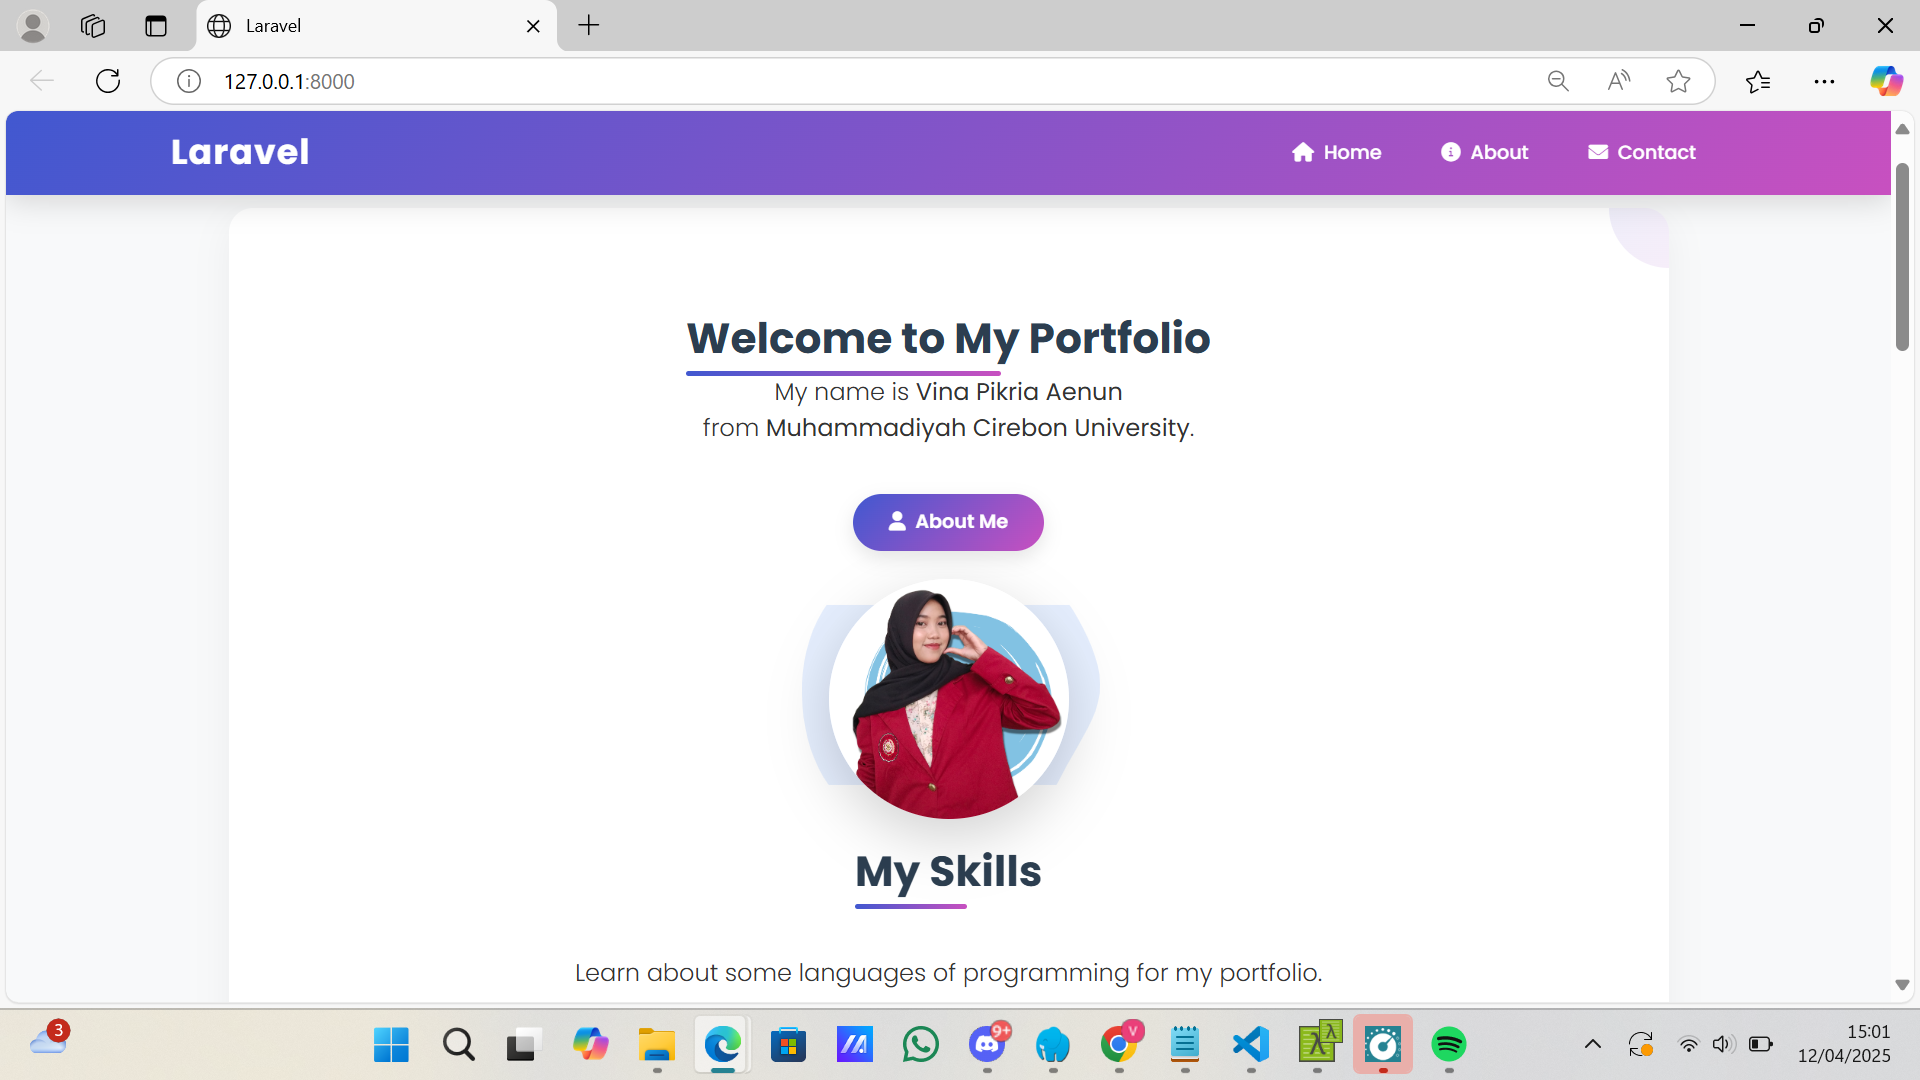 Laravel
127.0.0.1:8000
Laravel
Home
About
Contact
Welcome to My Portfolio
My name is Vina Pikria Aenun
from Muhammadiyah Cirebon University.
About Me
My Skills
Learn about some languages of programming for my portfolio.
3
9+
V
15:01
12/04/2025